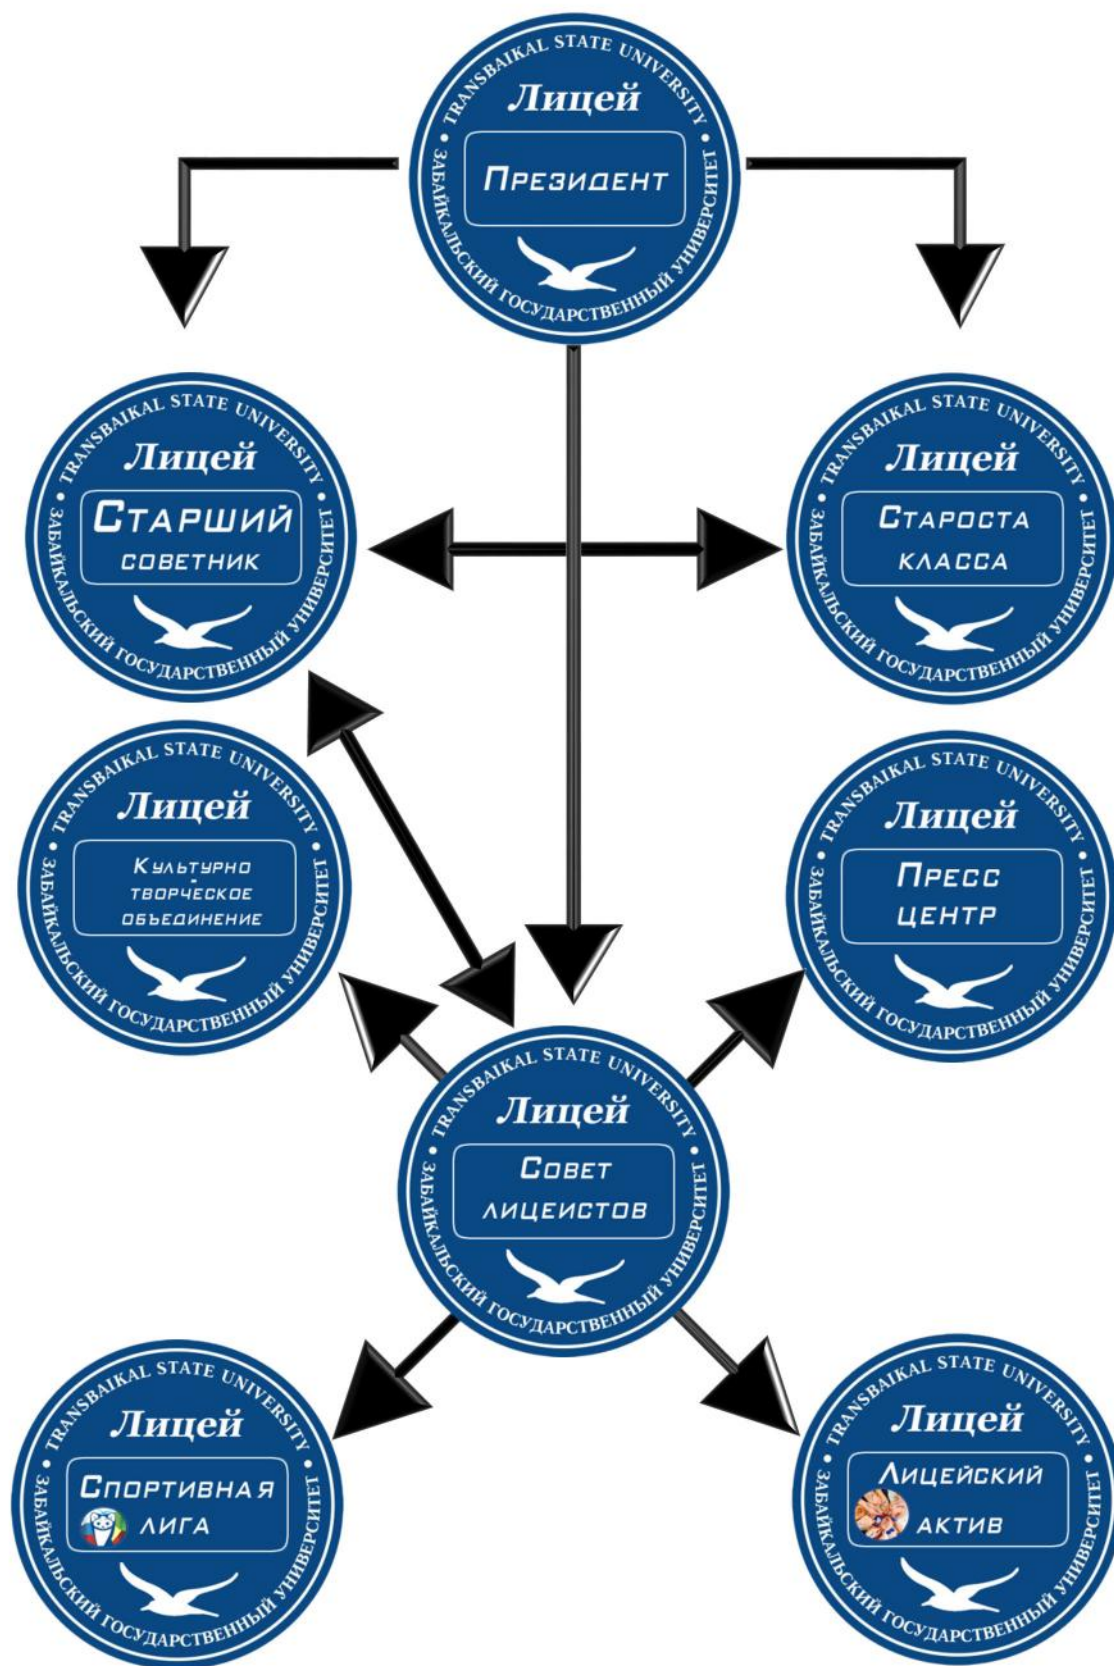 TRANSBAIKAL STATE UNIVERSITY
Лицей
Президент
ЗАБАЙКАЛЬСКИЙ ГОСУДАРСТВЕННЫЙ УНИВЕРСИТЕТ
TRANSBAIKAL STATE UNIVERSITY
Лицей
Старший
советник
ЗАБАЙКАЛЬСКИЙ ГОСУДАРСТВЕННЫЙ УНИВЕРСИТЕТ
TRANSBAIKAL STATE UNIVERSITY
Лицей
Староста
класса
ЗАБАЙКАЛЬСКИЙ ГОСУДАРСТВЕННЫЙ УНИВЕРСИТЕТ
TRANSBAIKAL STATE UNIVERSITY
Лицей
Культурно
-
творческое
объединение
ЗАБАЙКАЛЬСКИЙ ГОСУДАРСТВЕННЫЙ УНИВЕРСИТЕТ
TRANSBAIKAL STATE UNIVERSITY
Лицей
Пресс
центр
ЗАБАЙКАЛЬСКИЙ ГОСУДАРСТВЕННЫЙ УНИВЕРСИТЕТ
TRANSBAIKAL STATE UNIVERSITY
Лицей
Совет
лицеистов
ЗАБАЙКАЛЬСКИЙ ГОСУДАРСТВЕННЫЙ УНИВЕРСИТЕТ
TRANSBAIKAL STATE UNIVERSITY
Лицей
Спортивная
лига
ЗАБАЙКАЛЬСКИЙ ГОСУДАРСТВЕННЫЙ УНИВЕРСИТЕТ
TRANSBAIKAL STATE UNIVERSITY
Лицей
Лицейский
актив
ЗАБАЙКАЛЬСКИЙ ГОСУДАРСТВЕННЫЙ УНИВЕРСИТЕТ